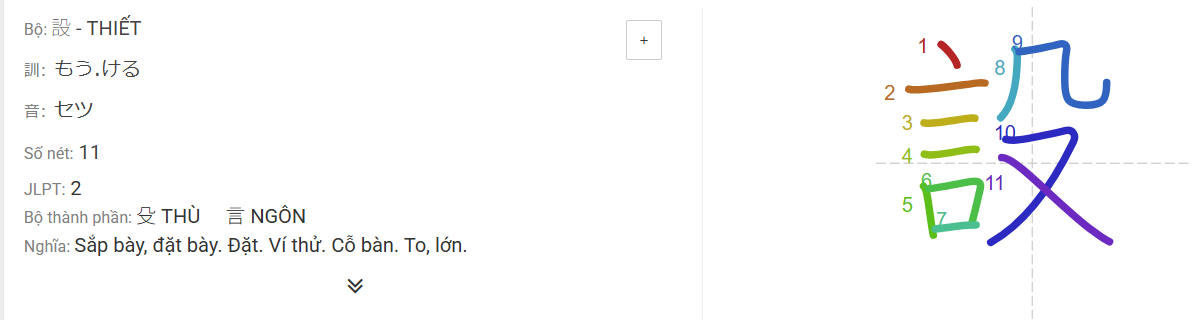 Bộ: 設 - THIẾT
+
訓: もう.ける
音: セツ
Số nét: 11
JLPT: 2
Bộ thành phần: 殳 THÙ 言 NGÔN
Nghĩa: Sắp bày, đặt bày. Đặt. Ví thử. Cỗ bàn. To, lớn.
設
1
2
3
4
5
6
7
8
9
10
11